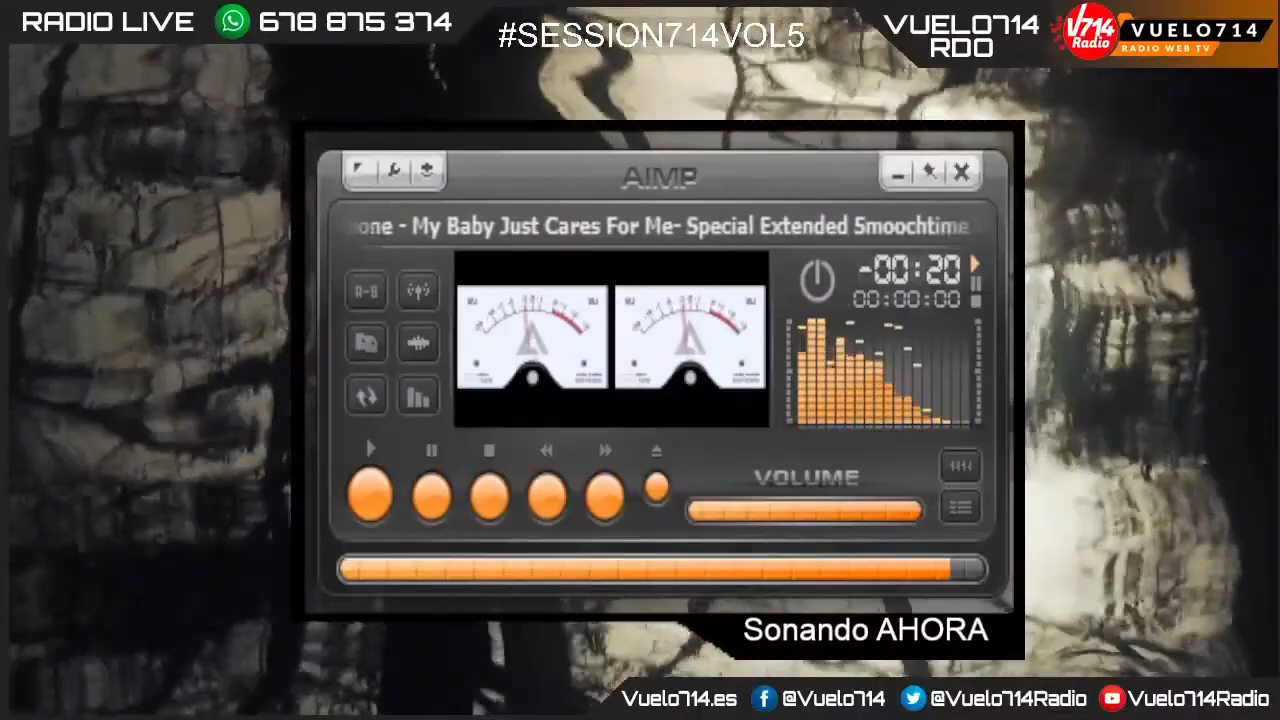 RADIO LIVE 678 875 374
#SESSION714VOL5
VUELO714
RDO
V714
Radio
VUELO714
RADIO WEB TV
AIMP
one - My Baby Just Cares For Me- Special Extended Smoochtime
-00:20
00:00:00
A-B
VOLUME
Sonando AHORA
Vuelo714.es @Vuelo714 @Vuelo714Radio Vuelo714Radio